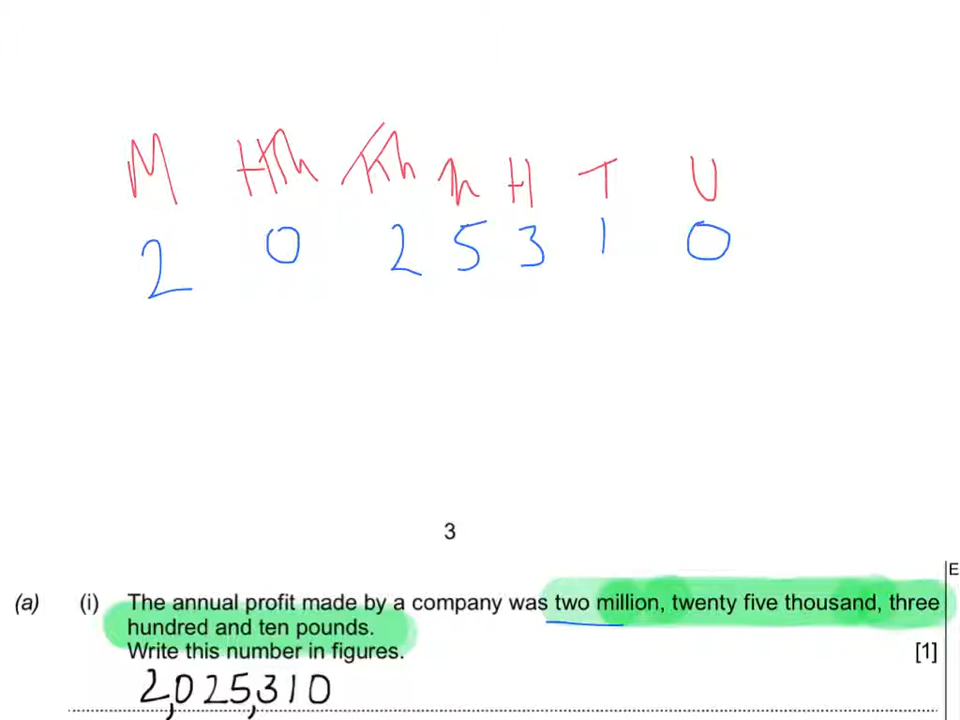 M HTh TTh Th H T U
2 0 2 5 3 1 0
3
E
(a) (i) The annual profit made by a company was two million, twenty five thousand, three
hundred and ten pounds.
Write this number in figures. [1]
2,025,310